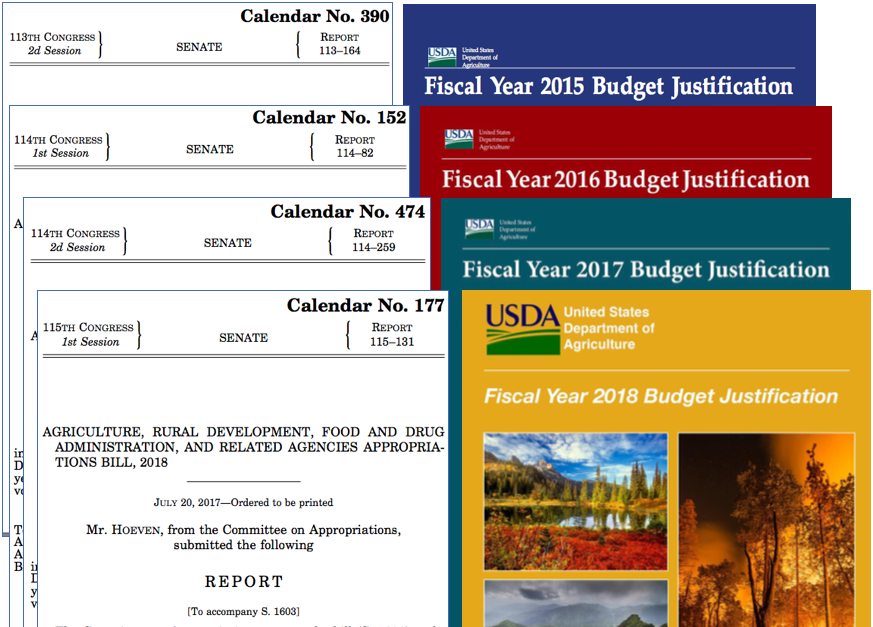 Calendar No. 390
113TH CONGRESS
2d Session
SENATE
REPORT
113–164
Calendar No. 152
114TH CONGRESS
1st Session
SENATE
REPORT
114–82
A
Calendar No. 474
114TH CONGRESS
2d Session
SENATE
REPORT
114–259
A
in
D
ye
vo
T
A
A
B
in
D
y
v
Calendar No. 177
115TH CONGRESS
1st Session
SENATE
REPORT
115–131
AGRICULTURE, RURAL DEVELOPMENT, FOOD AND DRUG
ADMINISTRATION, AND RELATED AGENCIES APPROPRIA-
TIONS BILL, 2018
JULY 20, 2017—Ordered to be printed
Mr. HOEVEN, from the Committee on Appropriations,
submitted the following
REPORT
[To accompany S. 1603]
USDA
United States
Department of
Agriculture
Fiscal Year 2015 Budget Justification
USDA
United States
Department of
Agriculture
Fiscal Year 2016 Budget Justification
USDA
United States
Department of
Agriculture
Fiscal Year 2017 Budget Justification
USDA
United States
Department of
Agriculture
Fiscal Year 2018 Budget Justification